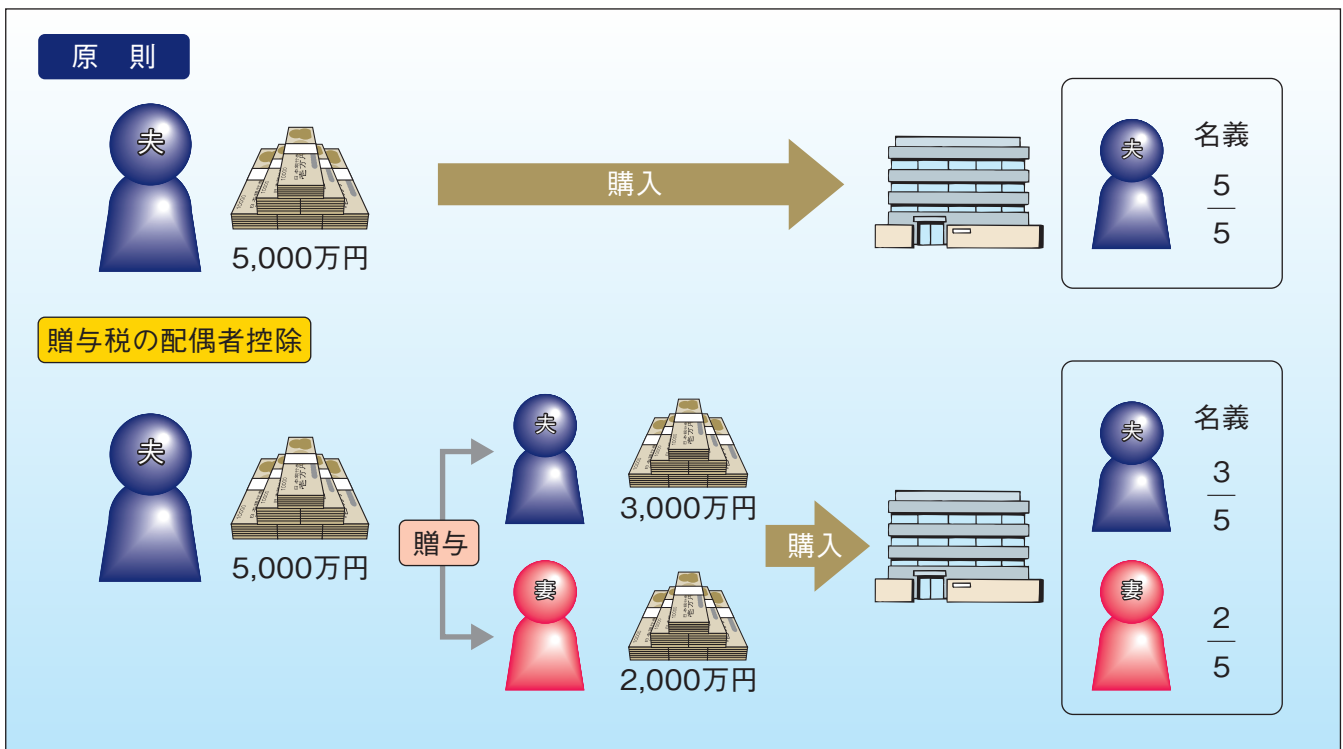 原 則
夫
5,000万円
購入
夫
名義
5
5
贈与税の配偶者控除
夫
5,000万円
贈与
夫
3,000万円
妻
2,000万円
購入
夫
名義
3
5
妻
2
5